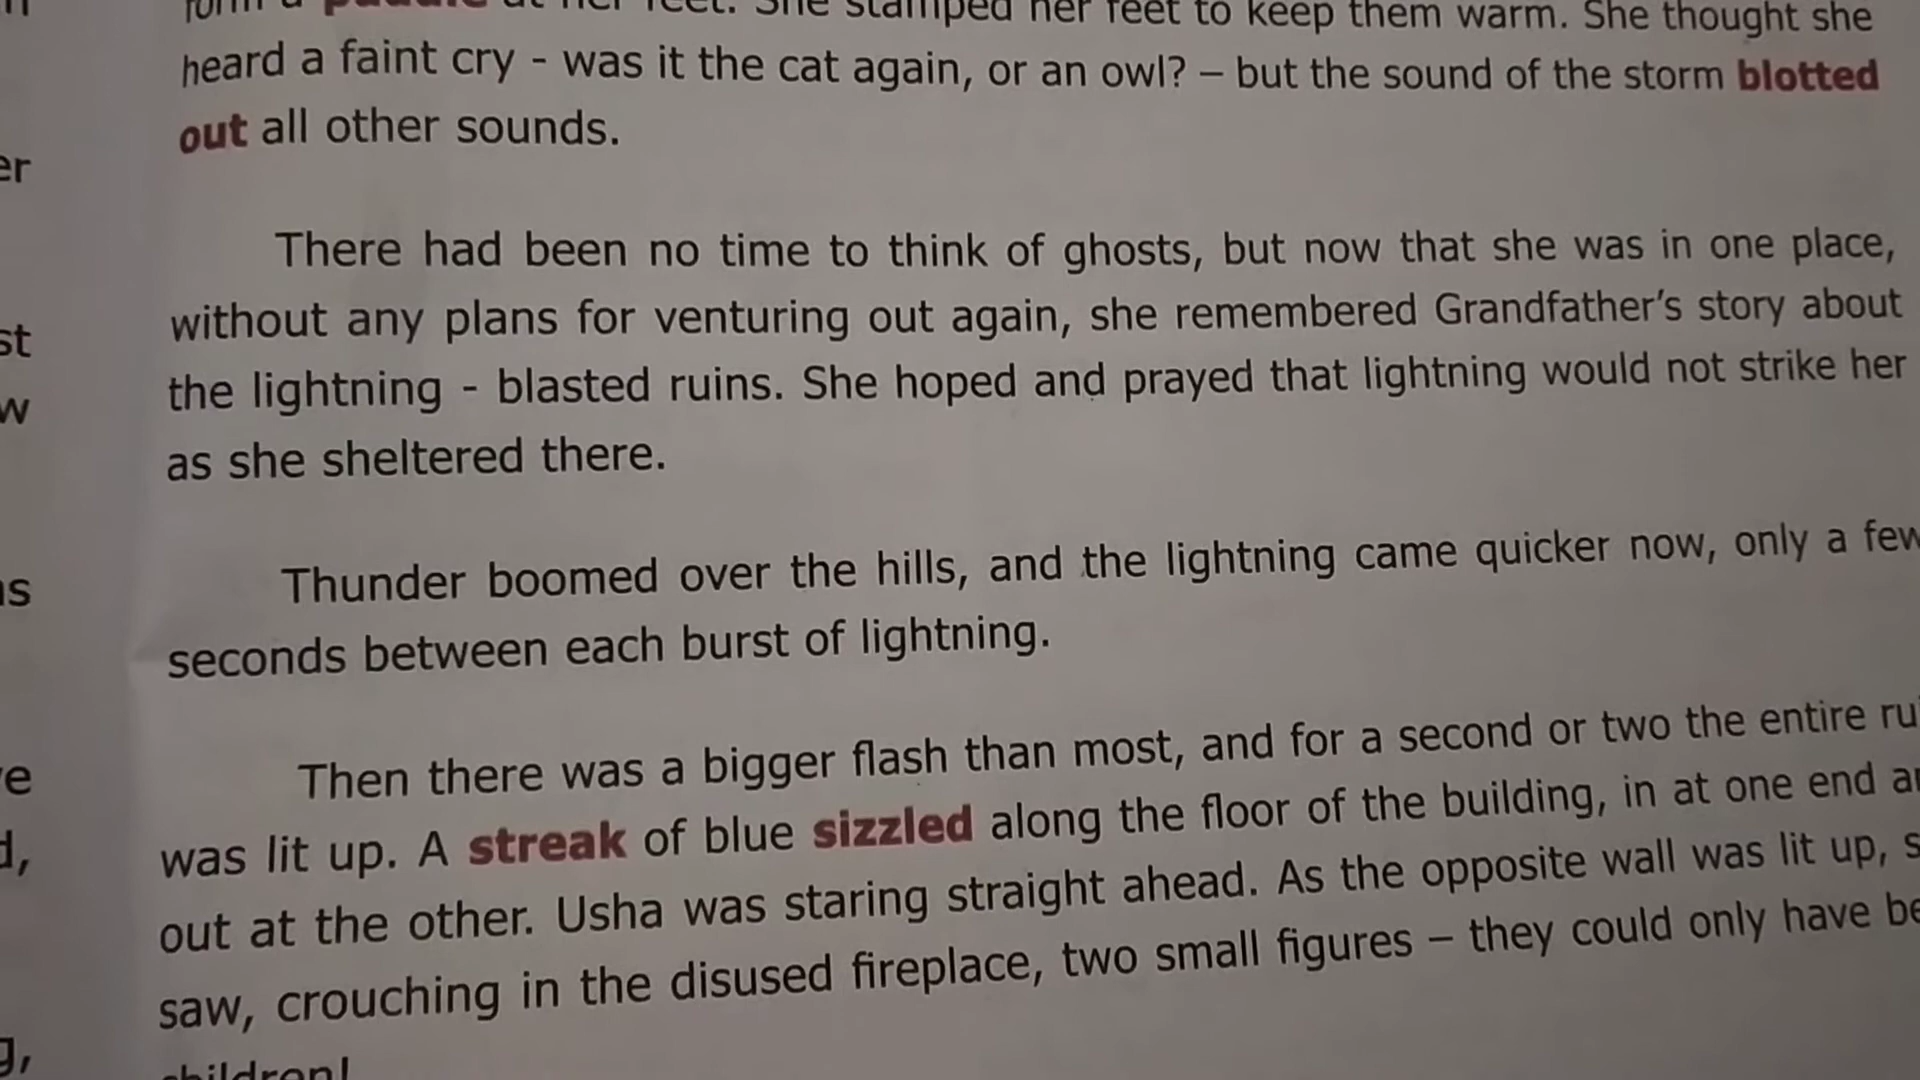 form a puddle at her feet. She stamped her feet to keep them warm. She thought she
heard a faint cry - was it the cat again, or an owl? – but the sound of the storm blotted
out all other sounds.
There had been no time to think of ghosts, but now that she was in one place,
without any plans for venturing out again, she remembered Grandfather's story about
the lightning - blasted ruins. She hoped and prayed that lightning would not strike her
as she sheltered there.
Thunder boomed over the hills, and the lightning came quicker now, only a few
seconds between each burst of lightning.
Then there was a bigger flash than most, and for a second or two the entire
was lit up. A streak of blue sizzled along the floor of the building, in at one end
out at the other. Usha was staring straight ahead. As the opposite wall was lit up,
saw, crouching in the disused fireplace, two small figures – they could only have
children!